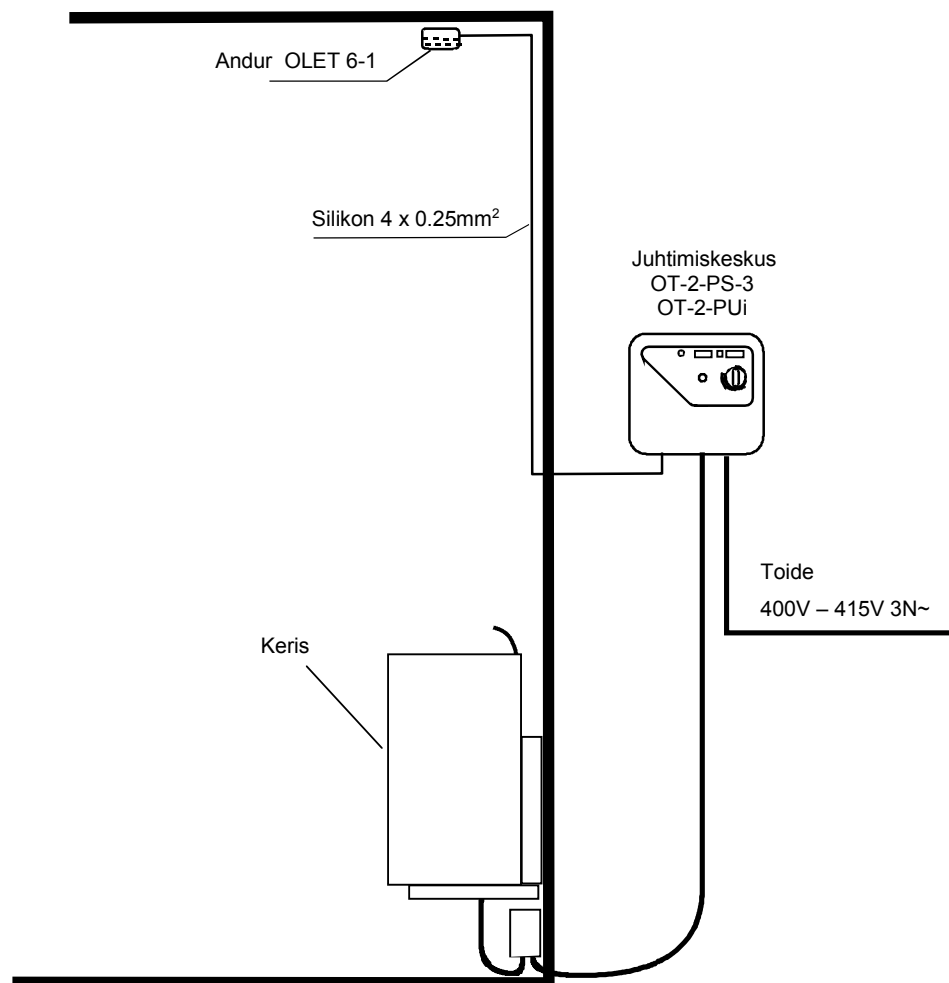 Andur OLET 6-1
Silikon 4 x 0.25mm²
Juhtimiskeskus
OT-2-PS-3
OT-2-PUi
Toide
400V – 415V 3N~
Keris